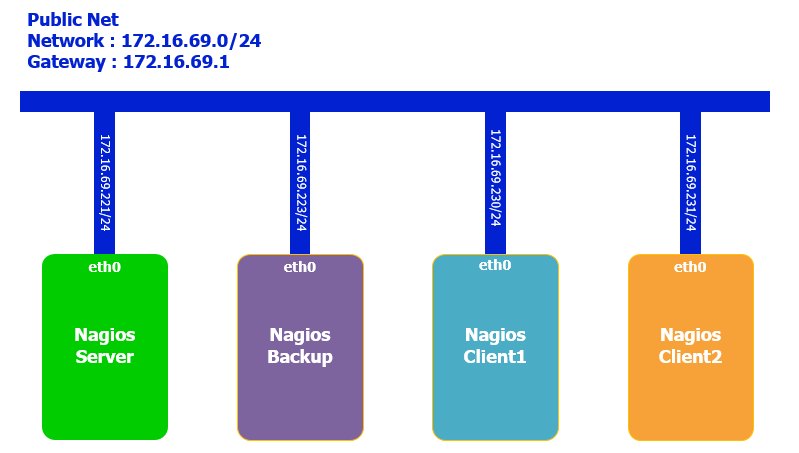 Public Net
Network : 172.16.69.0/24
Gateway : 172.16.69.1
172.16.69.221/24
172.16.69.223/24
172.16.69.230/24
172.16.69.231/24
eth0
Nagios
Server
eth0
Nagios
Backup
eth0
Nagios
Client1
eth0
Nagios
Client2